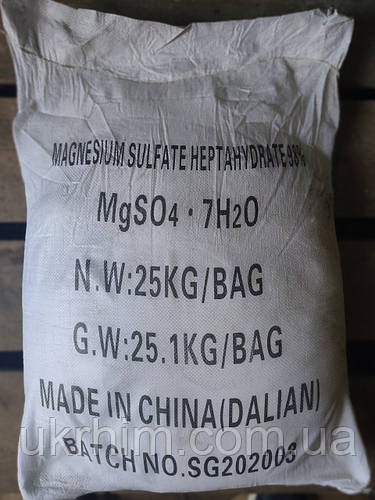 MAGNESIUM SULFATE HEPTAHYDRATE 98%
MgSO4 · 7H2O
N.W:25KG/BAG
G.W:25.1KG/BAG
MADE IN CHINA(DALIAN)
ukrhim.com.ua
BATCH NO.SG202003